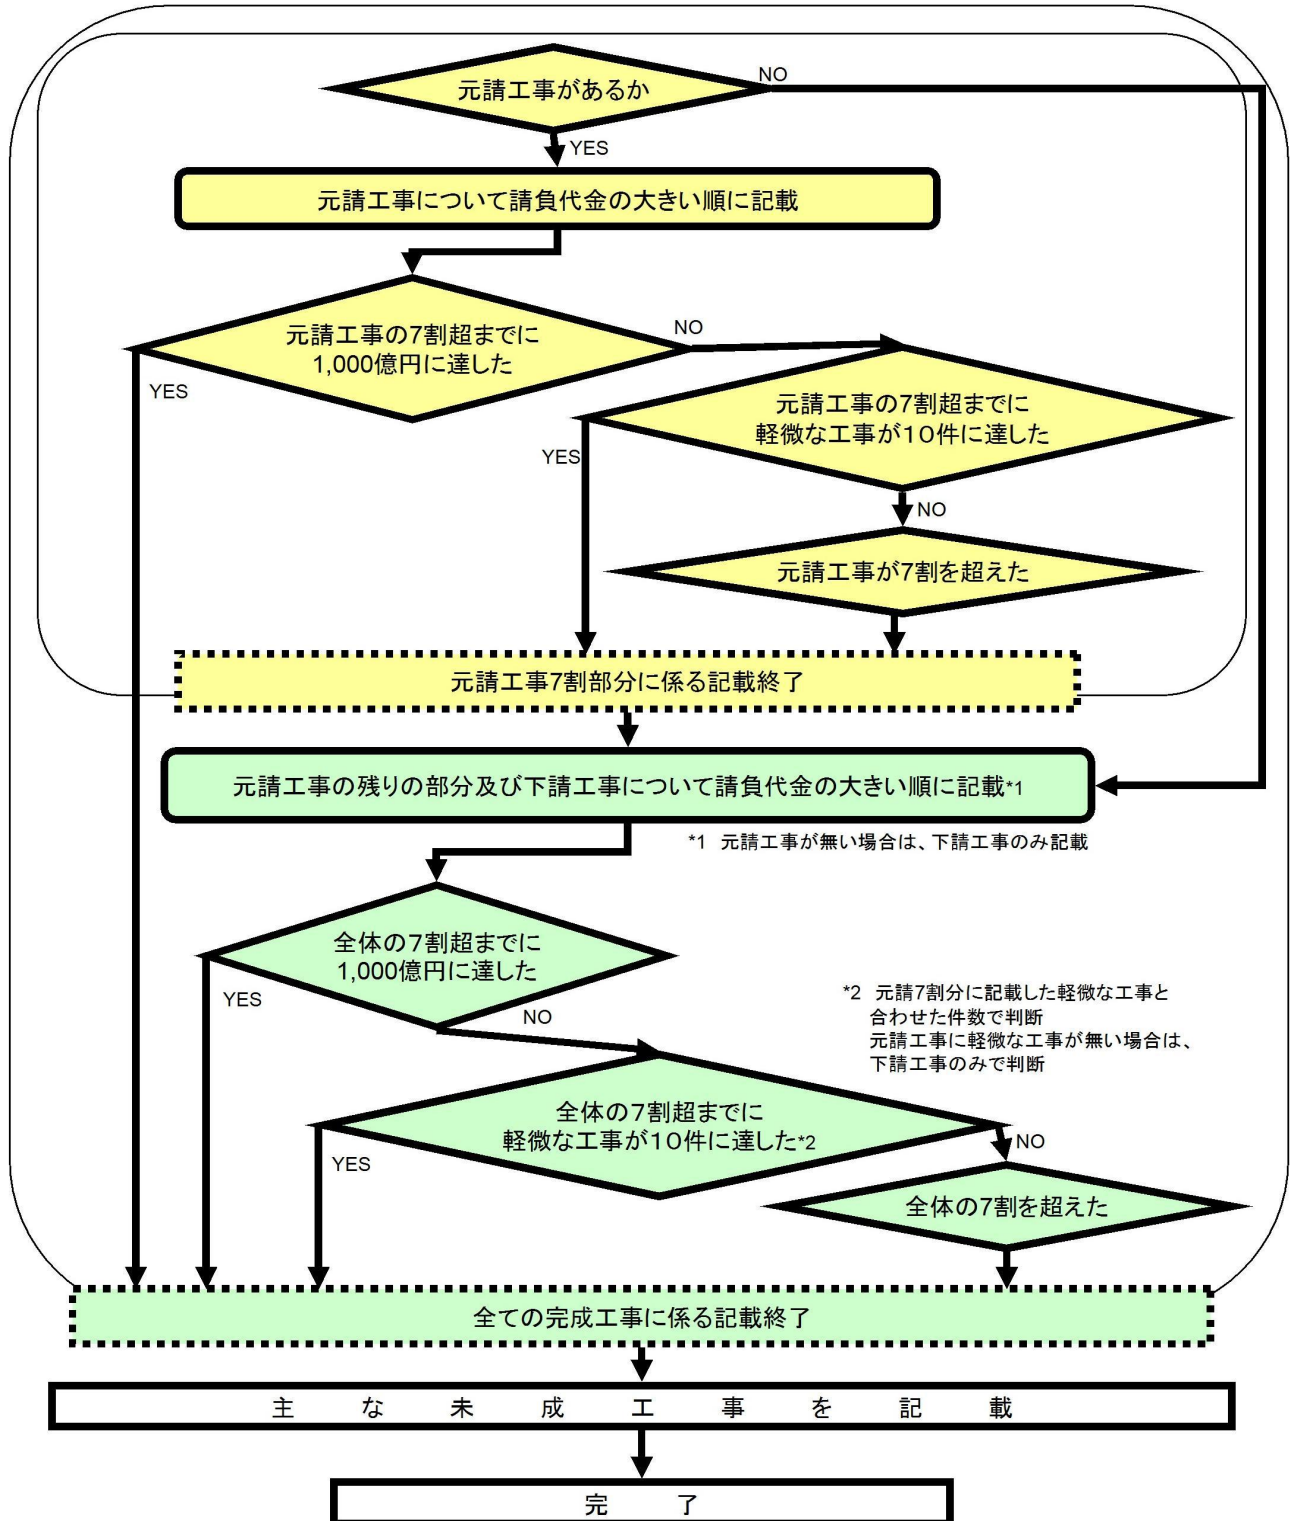 元請工事があるか
NO
YES
元請工事について請負代金の大きい順に記載
元請工事の7割超までに
1,000億円に達した
NO
YES
元請工事の7割超までに
軽微な工事が10件に達した
YES
NO
元請工事が7割を超えた
元請工事7割部分に係る記載終了
元請工事の残りの部分及び下請工事について請負代金の大きい順に記載*1
*1 元請工事が無い場合は、下請工事のみ記載
全体の7割超までに
1,000億円に達した
YES
NO
*2 元請7割分に記載した軽微な工事と
合わせた件数で判断
元請工事に軽微な工事が無い場合は、
下請工事のみで判断
全体の7割超までに
軽微な工事が10件に達した*2
YES
NO
全体の7割を超えた
全ての完成工事に係る記載終了
主な未成工事を記載
完了